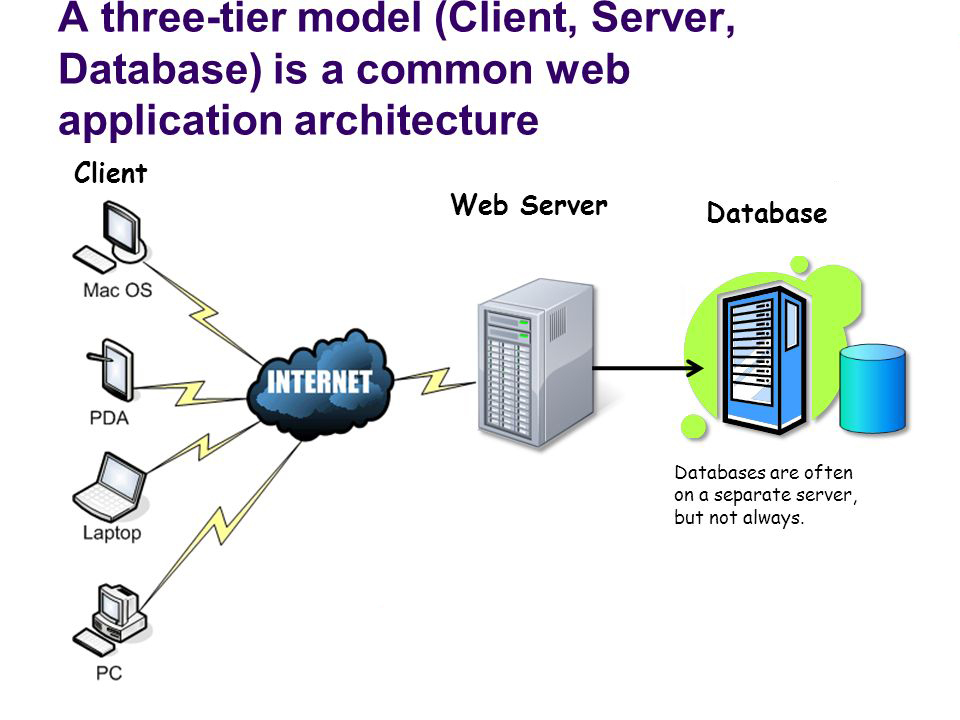 A three-tier model (Client, Server,
Database) is a common web
application architecture
Client
Web Server
Database
Mac OS
PDA
INTERNET
Laptop
PC
Databases are often
on a separate server,
but not always.